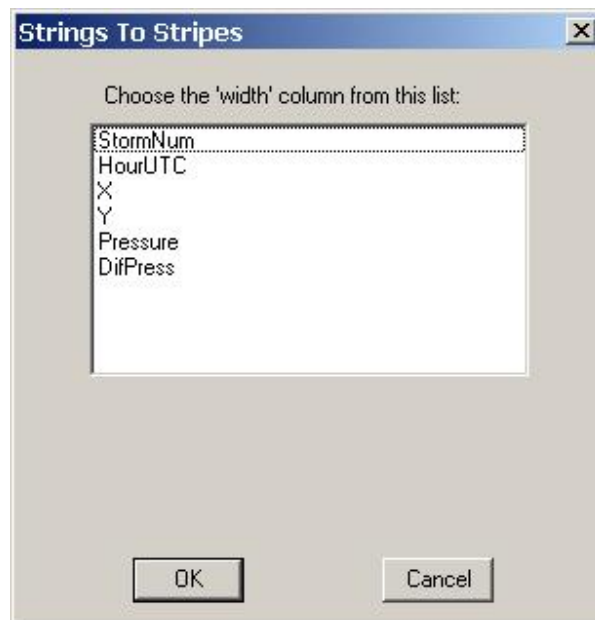 Strings To Stripes
Choose the 'width' column from this list:
StormNum
HourUTC
X
Y
Pressure
DifPress
OK
Cancel